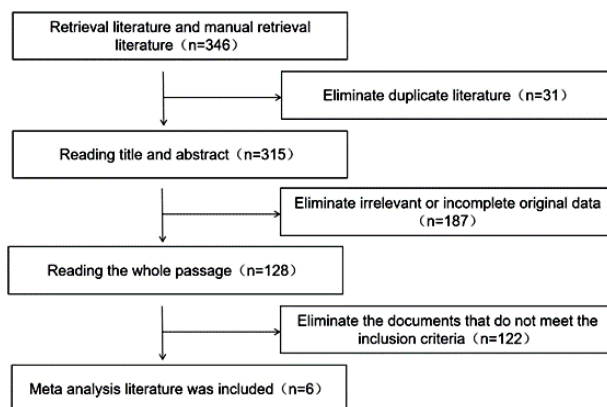 Retrieval literature and manual retrieval
literature（n=346）
Eliminate duplicate literature（n=31）
Reading title and abstract（n=315）
Eliminate irrelevant or incomplete original data
（n=187）
Reading the whole passage（n=128）
Eliminate the documents that do not meet the
inclusion criteria（n=122）
Meta analysis literature was included（n=6）